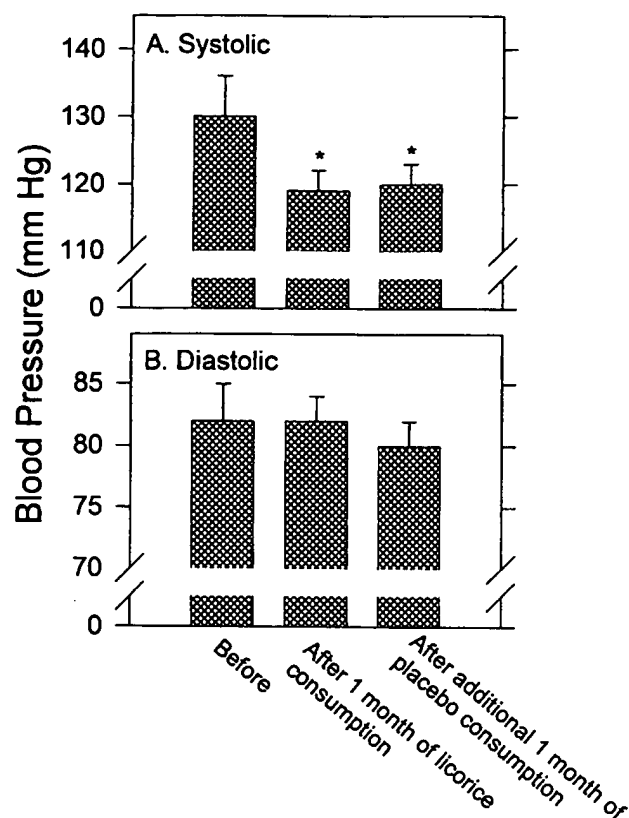 Blood Pressure (mm Hg)
A. Systolic
140
130
120
110
0
*
*
B. Diastolic
85
80
75
70
0
Before
After 1 month of licorice
consumption
After additional 1 month of
placebo consumption